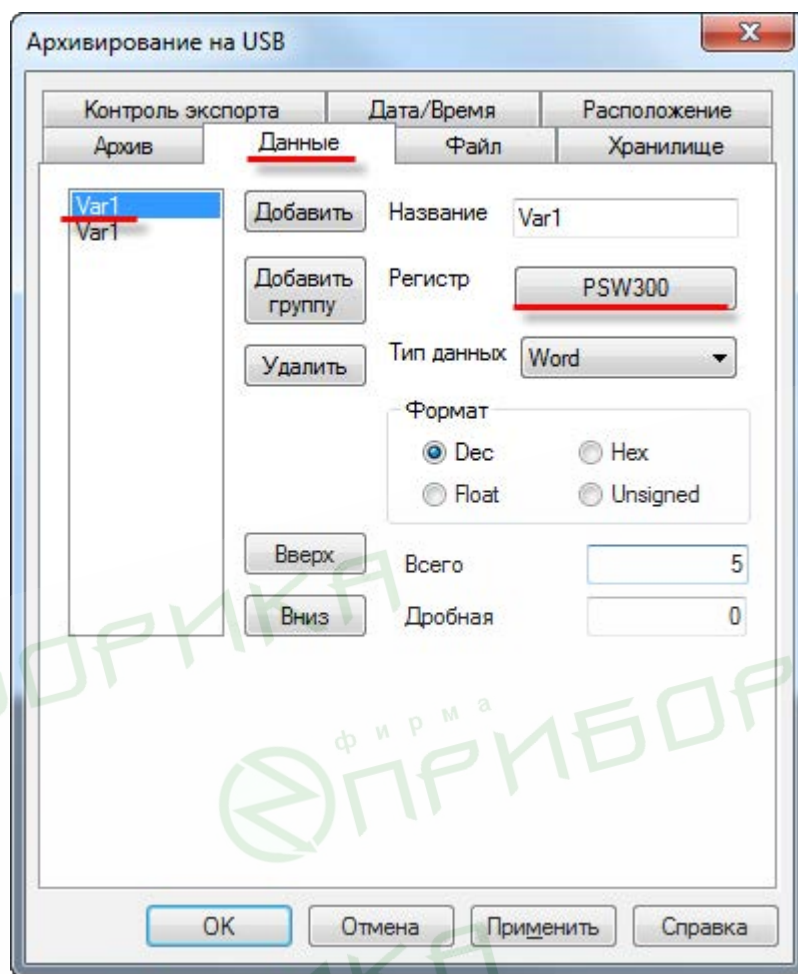 Архивирование на USB
Контроль экспорта Дата/Время Расположение
Архив Данные Файл Хранилище
Var1
Var1
Добавить
Название Var1
Добавить группу
Регистр PSW300
Удалить
Тип данных Word
Формат
Dec Hex
Float Unsigned
Вверх
Всего 5
Вниз
Дробная 0
фирма
ПРИБОР
ОРИКА
OK Отмена Применить Справка
ИКА